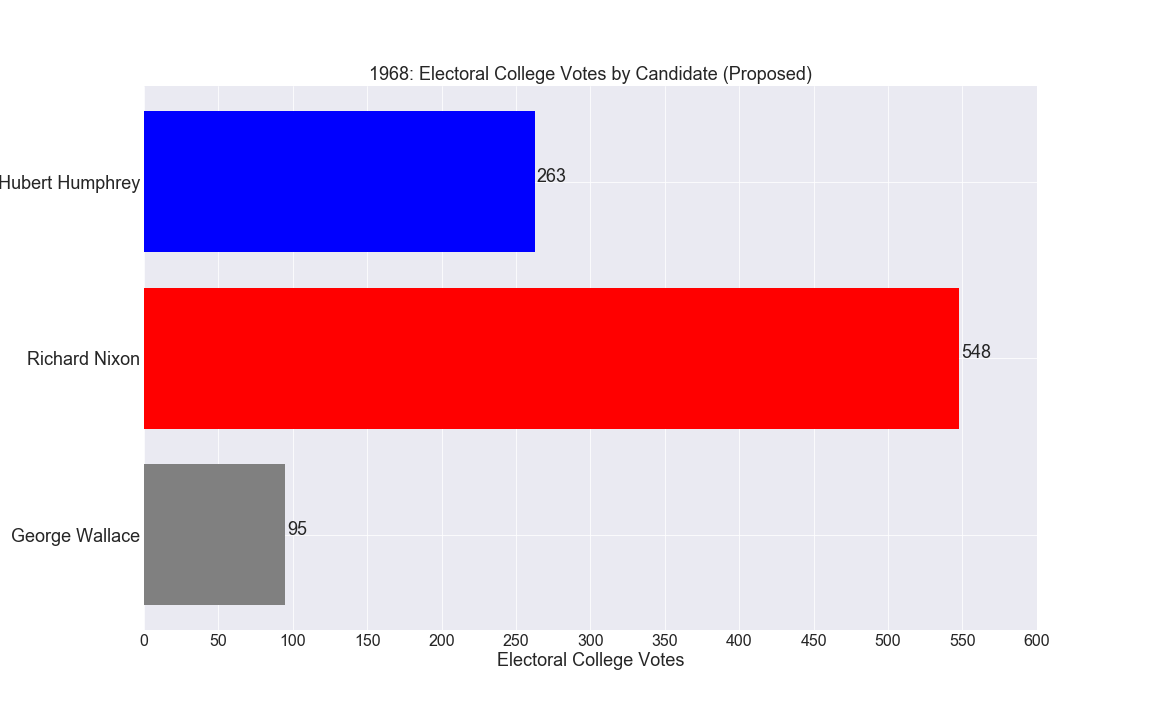 1968: Electoral College Votes by Candidate (Proposed)
Hubert Humphrey
263
Richard Nixon
548
George Wallace
95
0 50 100 150 200 250 300 350 400 450 500 550 600
Electoral College Votes